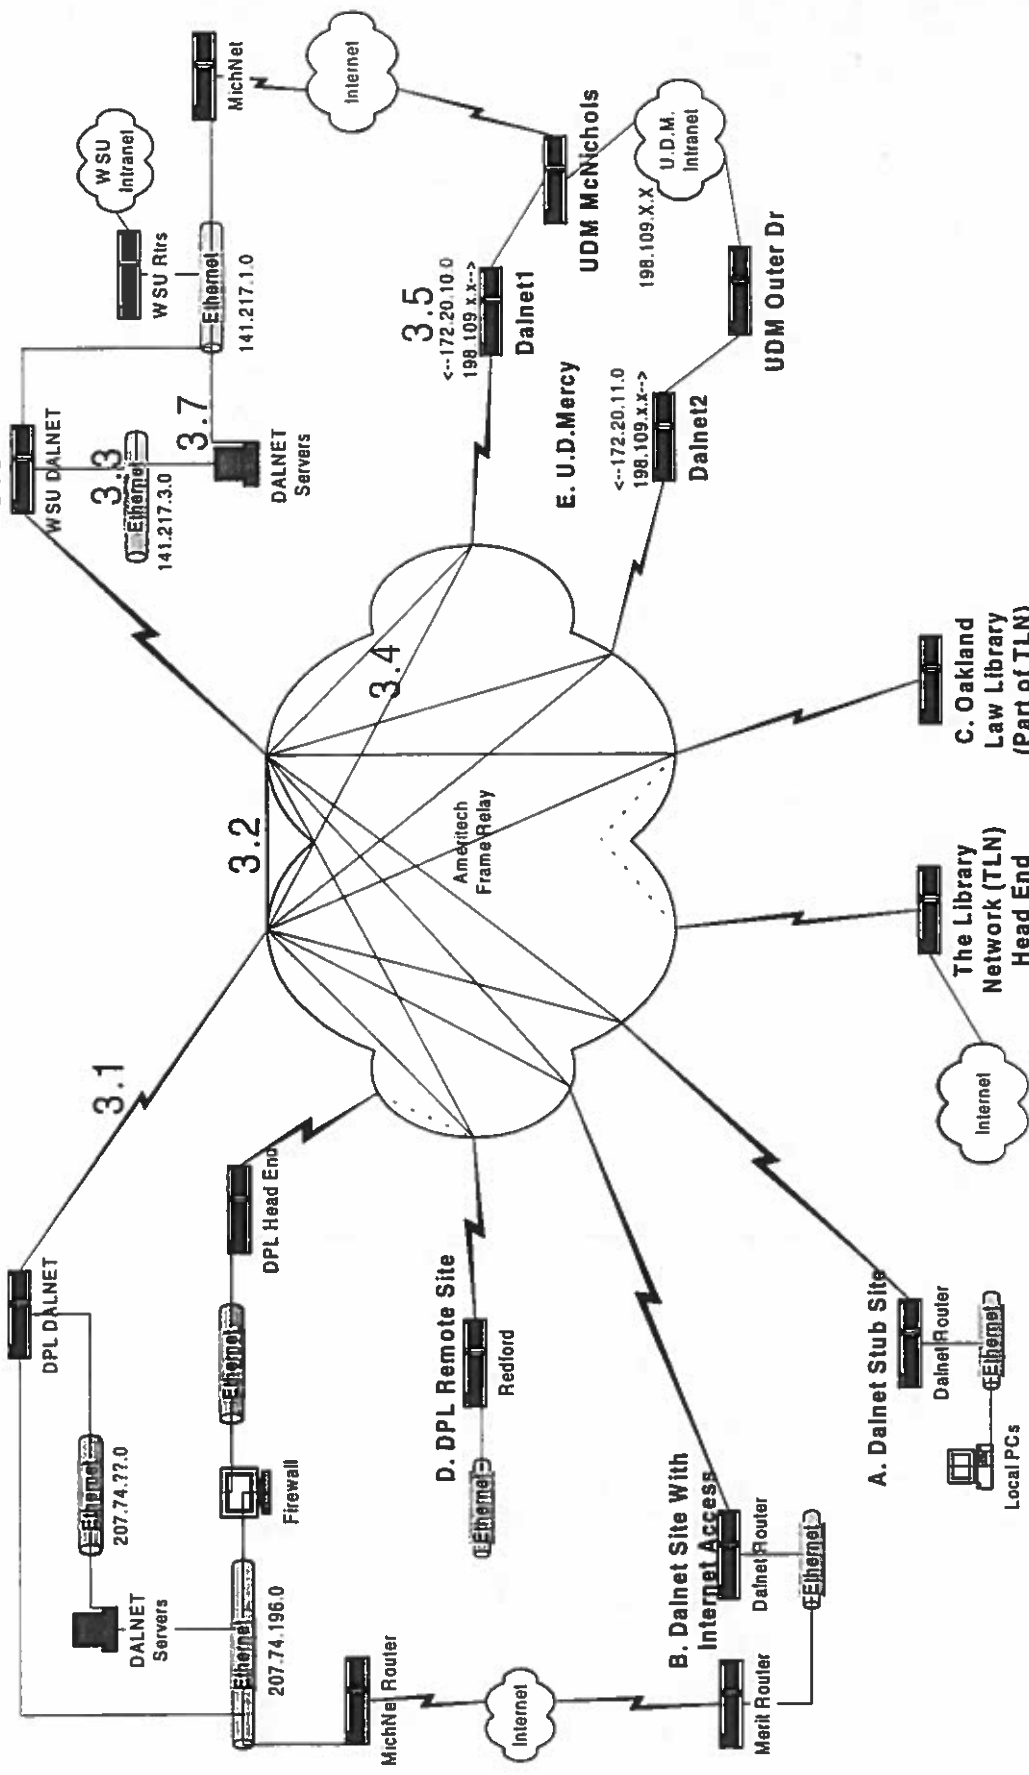 DPL DALNET
3.1
WSU DALNET
3.3
Ethernet
141.217.3.0
3.7
DALNET
Servers
WSU Rtrs
WSU
Intranet
Ethernet
141.217.1.0
MichNet
Internet
Ethernet
207.74.??.0
DALNET
Servers
Ethernet
207.74.196.0
Firewall
Ethernet
DPL Head End
3.2
3.4
Ameritech
Frame Relay
3.5
<--172.20.10.0
198.109.x.x-->
Dalnet1
UDM McNichols
U.D.M.
Intranet
198.109.X.X
E. U.D.Mercy
<--172.20.11.0
198.109.x.x-->
Dalnet2
UDM Outer Dr
MichNet Router
Internet
Merit Router
D. DPL Remote Site
Redford
Ethernet
B. Dalnet Site With
Internet Access
Dalnet Router
Ethernet
A. Dalnet Stub Site
Dalnet Router
Ethernet
Local PCs
Internet
The Library
Network (TLN)
Head End
C. Oakland
Law Library
(Part of TLN)